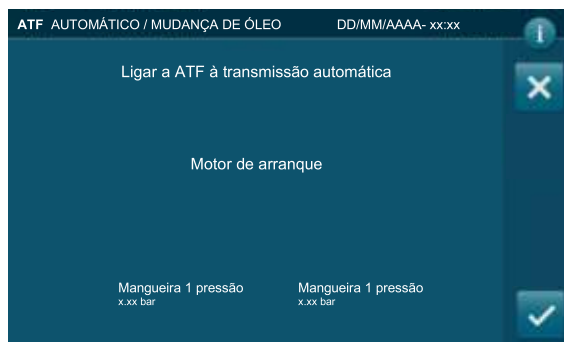 ATF AUTOMÁTICO / MUDANÇA DE ÓLEO DD/MM/AAAA- xx:xx
i
Ligar a ATF à transmissão automática
Motor de arranque
Mangueira 1 pressão Mangueira 1 pressão
x.xx bar x.xx bar